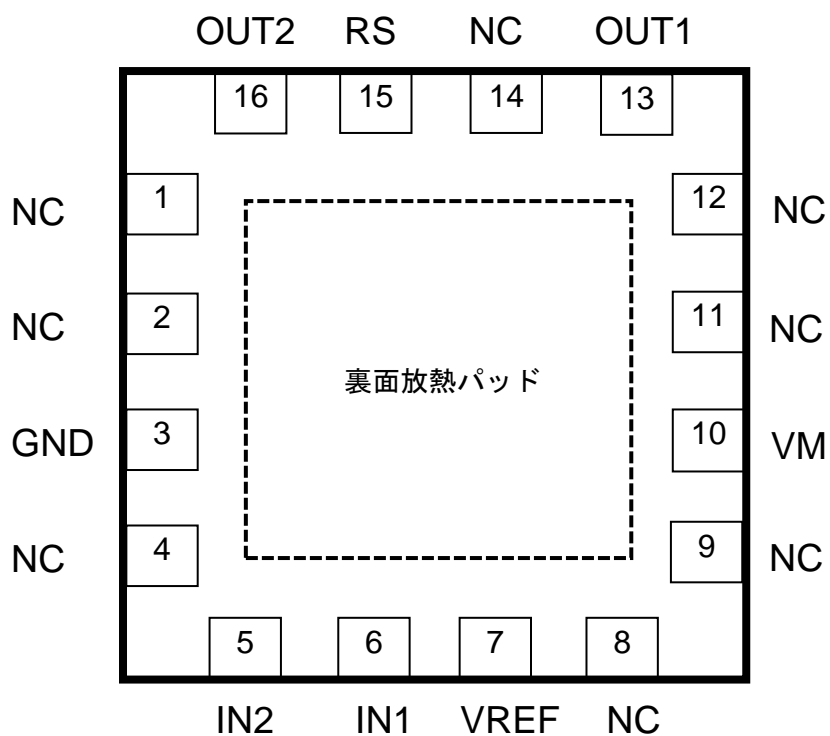 OUT2 RS NC OUT1
16 15 14 13
NC 1 12 NC
NC 2 11 NC
裏面放熱パッド
GND 3 10 VM
NC 4 9 NC
5 6 7 8
IN2 IN1 VREF NC